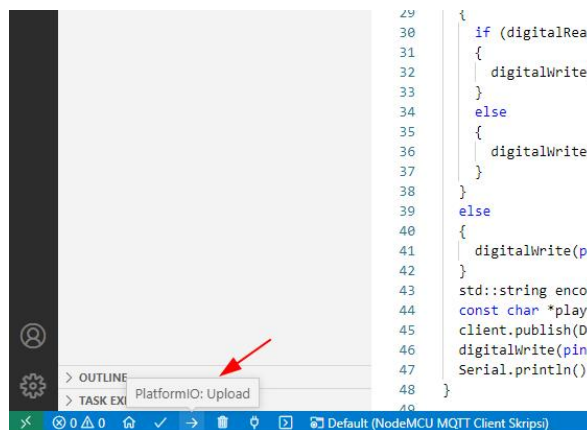 29 {
30 if (digitalRea
31 {
32 digitalWrite
33 }
34 else
35 {
36 digitalWrite
37 }
38 }
39 else
40 {
41 digitalWrite(p
42 }
43 std::string enco
44 const char *play
45 client.publish(D
46 digitalWrite(pin
47 Serial.println()
48 }
49
> OUTLINE
> TASK EX
PlatformIO: Upload
0 0 Default (NodeMCU MQTT Client Skripsi)